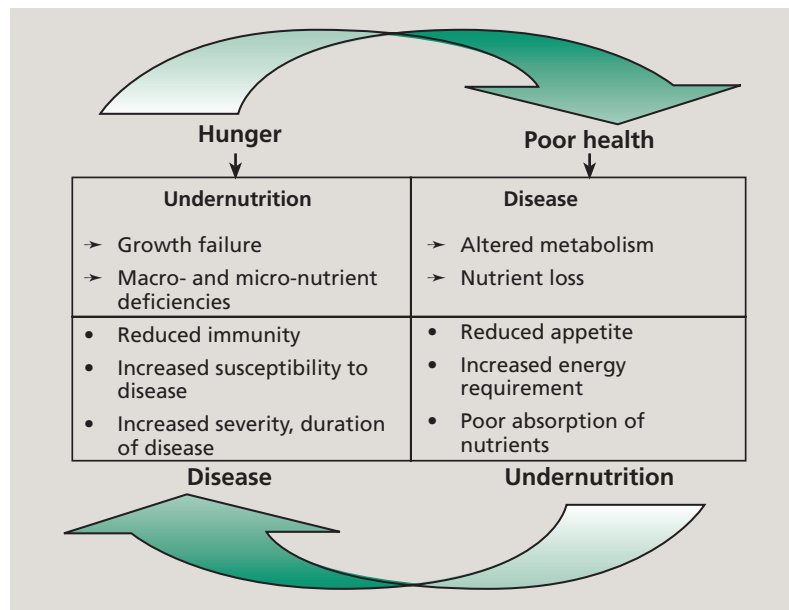 Hunger
Poor health
Undernutrition
→ Growth failure
→ Macro- and micro-nutrient
deficiencies
Disease
→ Altered metabolism
→ Nutrient loss
• Reduced immunity
• Increased susceptibility to
disease
• Increased severity, duration
of disease
• Reduced appetite
• Increased energy
requirement
• Poor absorption of
nutrients
Disease
Undernutrition